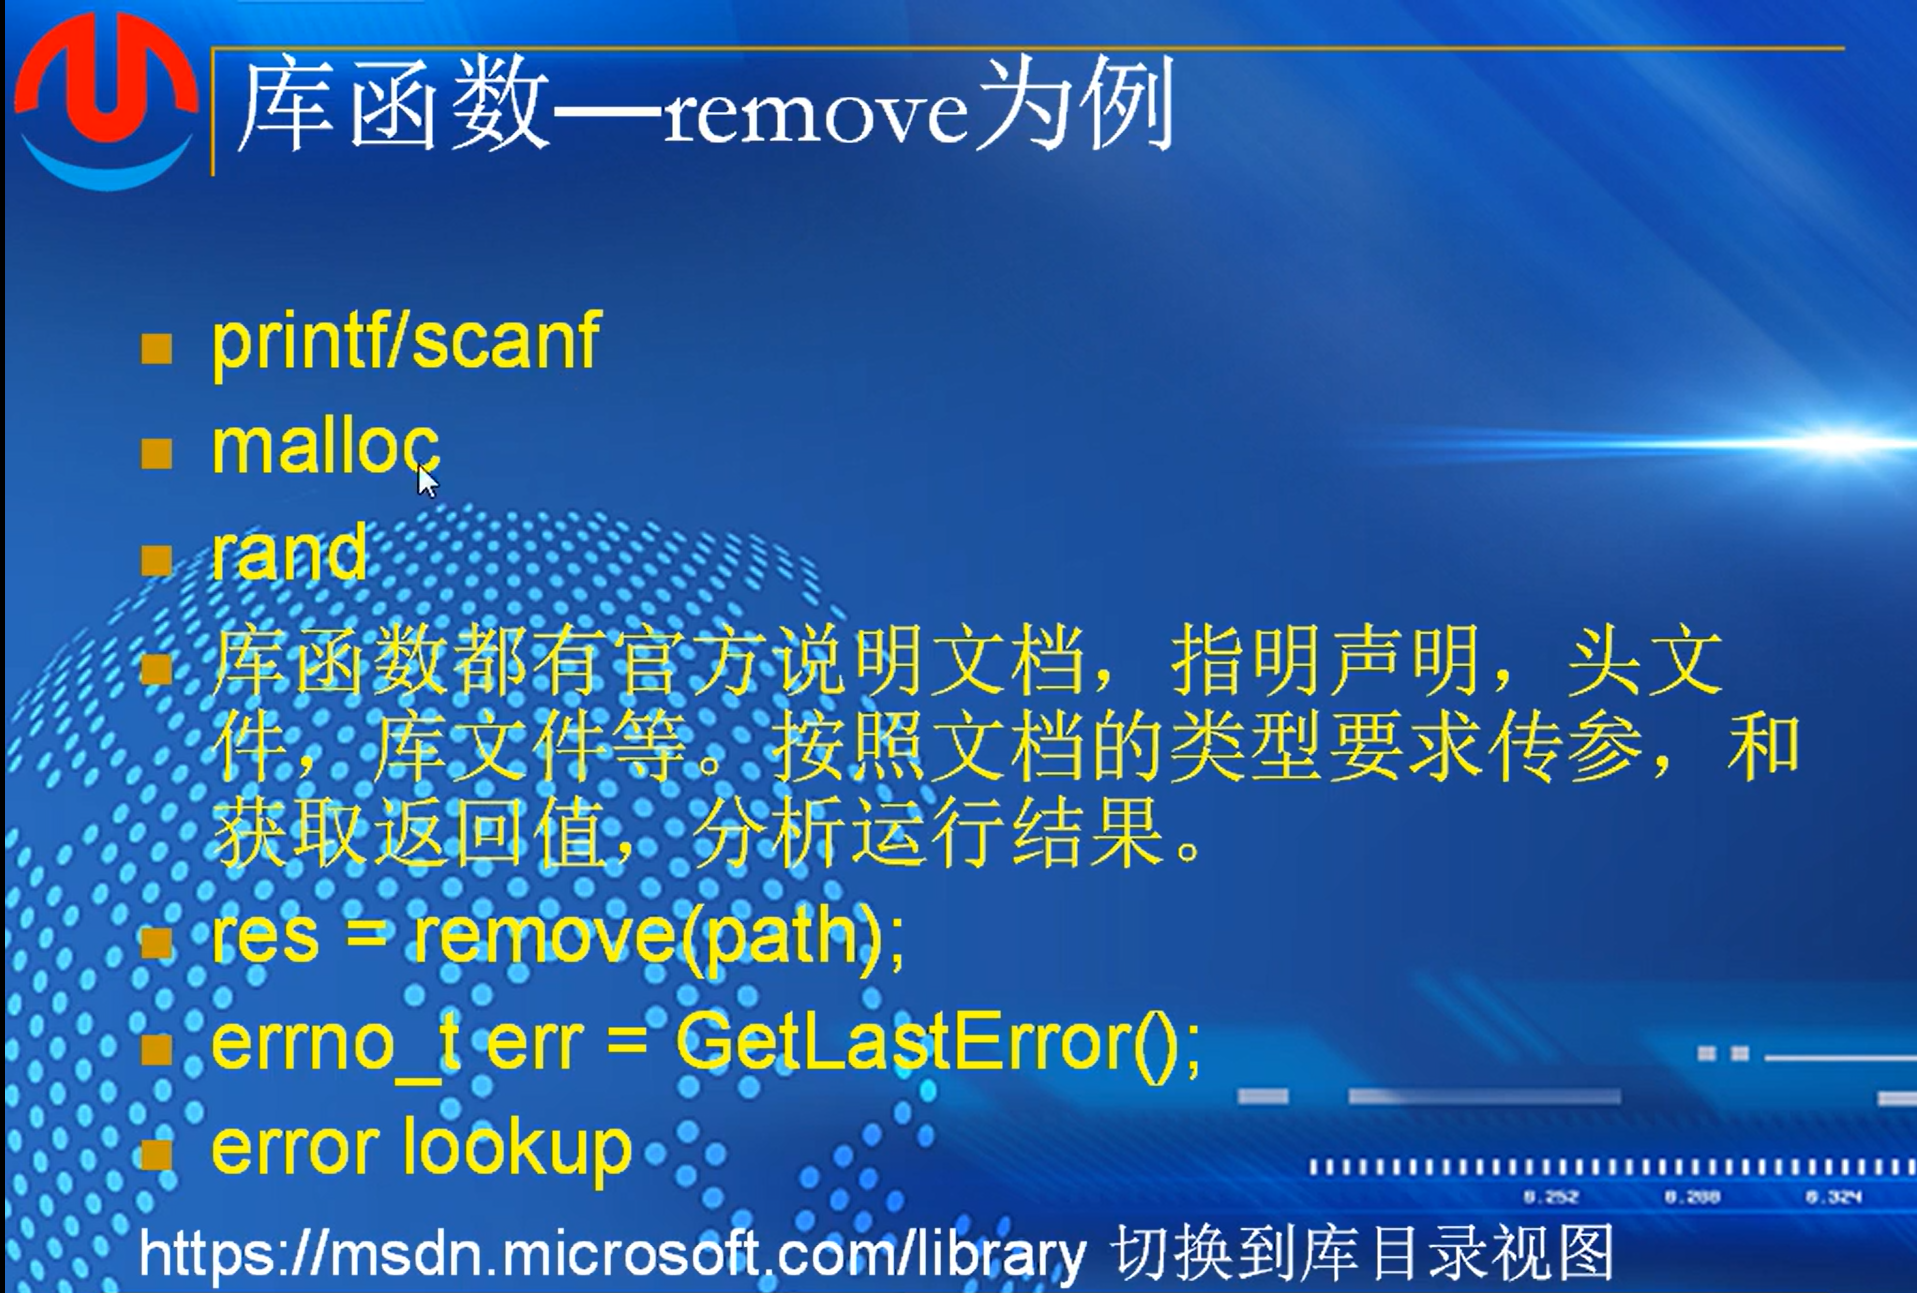 库函数—remove为例
printf/scanf
malloc
rand
库函数都有官方说明文档，指明声明，头文
件，库文件等。按照文档的类型要求传参，和
获取返回值，分析运行结果。
res = remove(path);
errno_t err = GetLastError();
error lookup
0.252 0.288 0.324
https://msdn.microsoft.com/library 切换到库目录视图